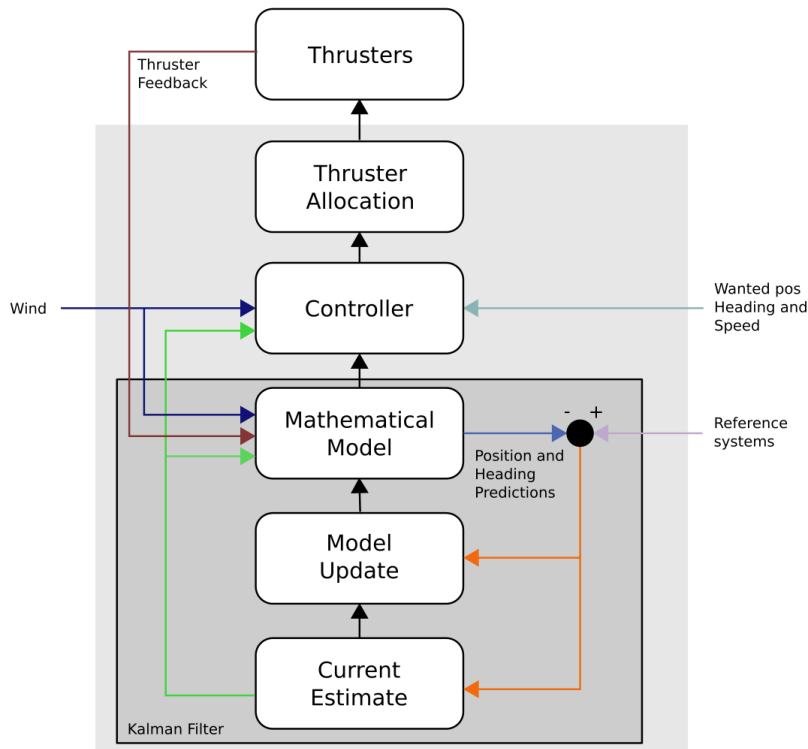 Thrusters
Thruster
Feedback
Thruster
Allocation
Wind
Controller
Wanted pos
Heading and
Speed
Mathematical
Model
- +
Reference
systems
Position and
Heading
Predictions
Model
Update
Current
Estimate
Kalman Filter